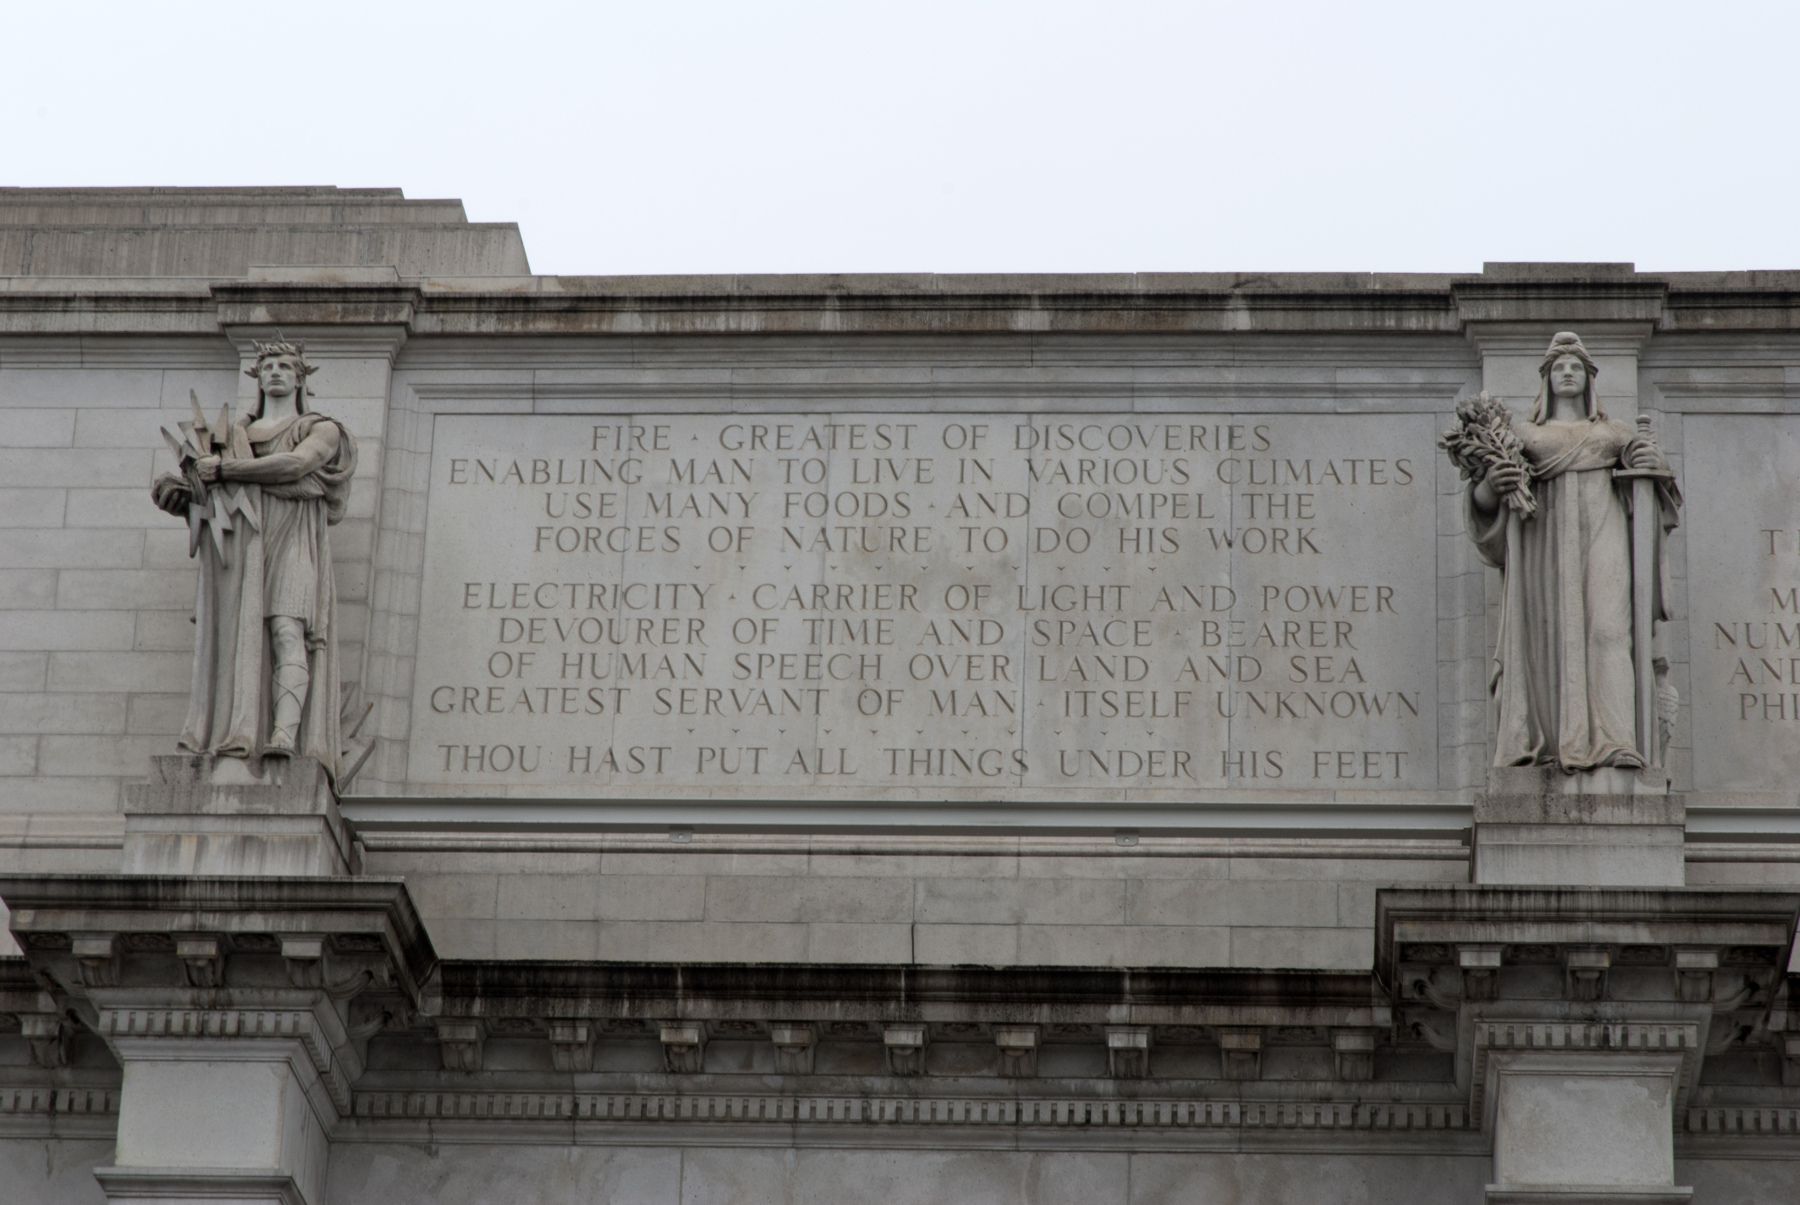 FIRE · GREATEST OF DISCOVERIES
ENABLING MAN TO LIVE IN VARIOUS CLIMATES
USE MANY FOODS · AND COMPEL THE
FORCES OF NATURE TO DO HIS WORK
ELECTRICITY · CARRIER OF LIGHT AND POWER
DEVOURER OF TIME AND SPACE · BEARER
OF HUMAN SPEECH OVER LAND AND SEA
GREATEST SERVANT OF MAN · ITSELF UNKNOWN
THOU HAST PUT ALL THINGS UNDER HIS FEET